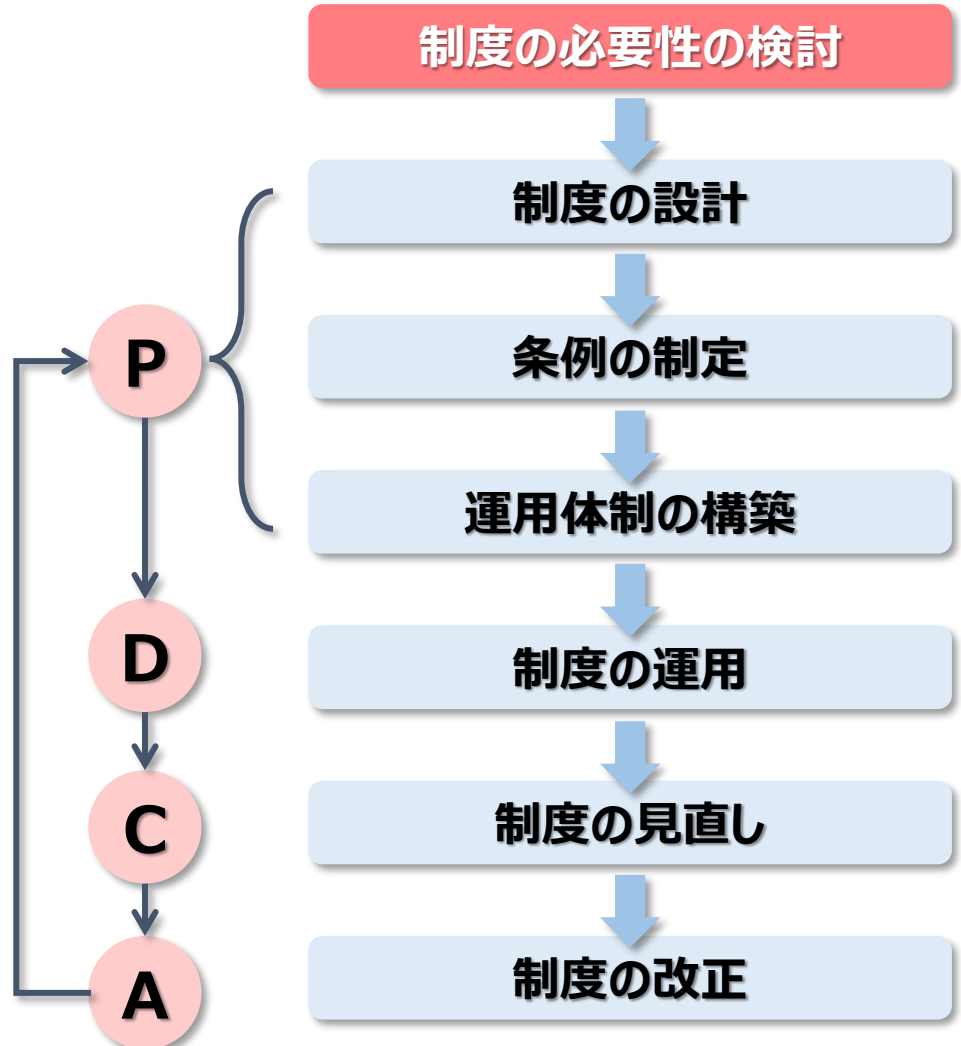 制度の必要性の検討
制度の設計
条例の制定
P
運用体制の構築
D
制度の運用
C
制度の見直し
A
制度の改正